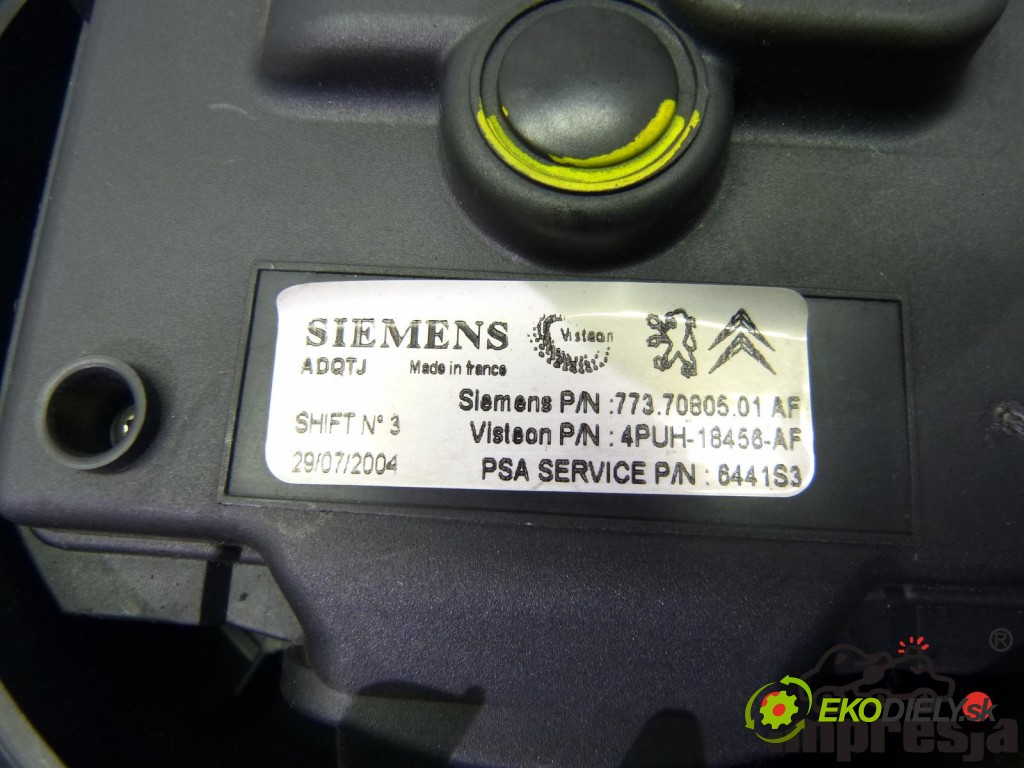 SIEMENS Visteon
ADQTJ Made in france
Siemens P/N :773.70805.01 AF
SHIFT N° 3 Visteon P/N : 4PUH-18456-AF
29/07/2004 PSA SERVICE P/N : 6441S3
®
EKODIELY.sk
impresja